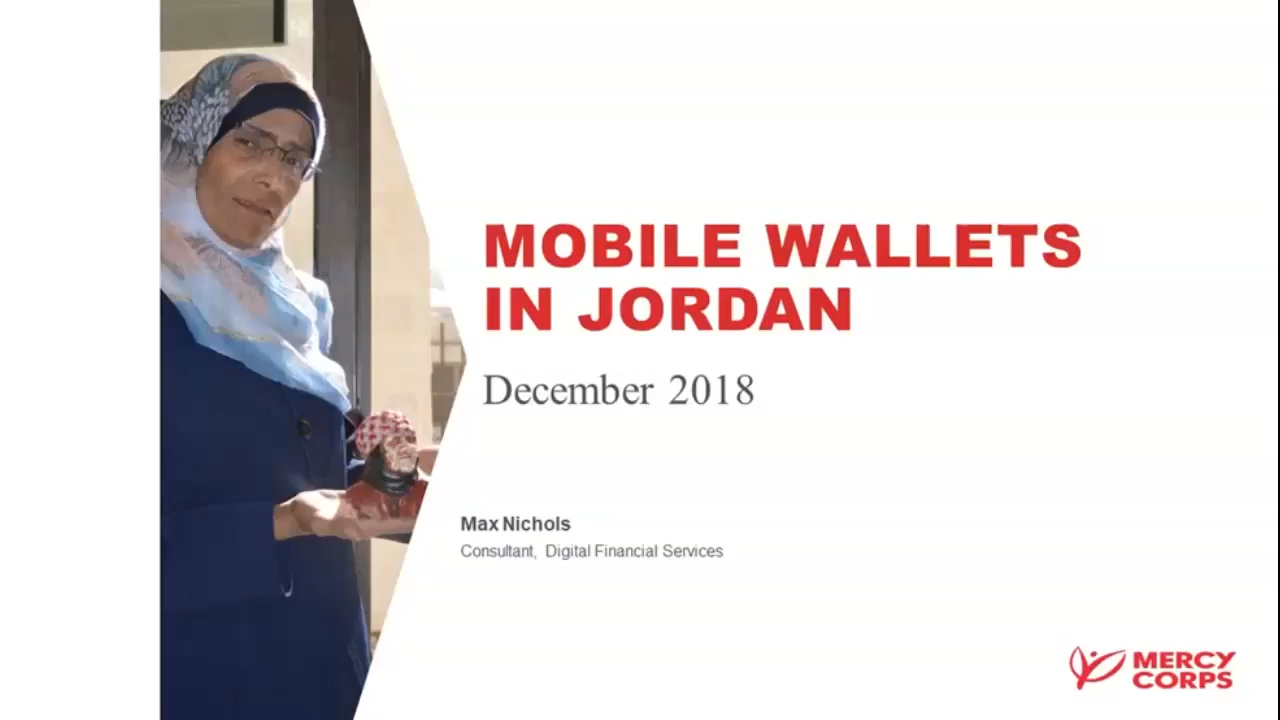 MOBILE WALLETS
IN JORDAN
December 2018
Max Nichols
Consultant, Digital Financial Services
MERCY
CORPS